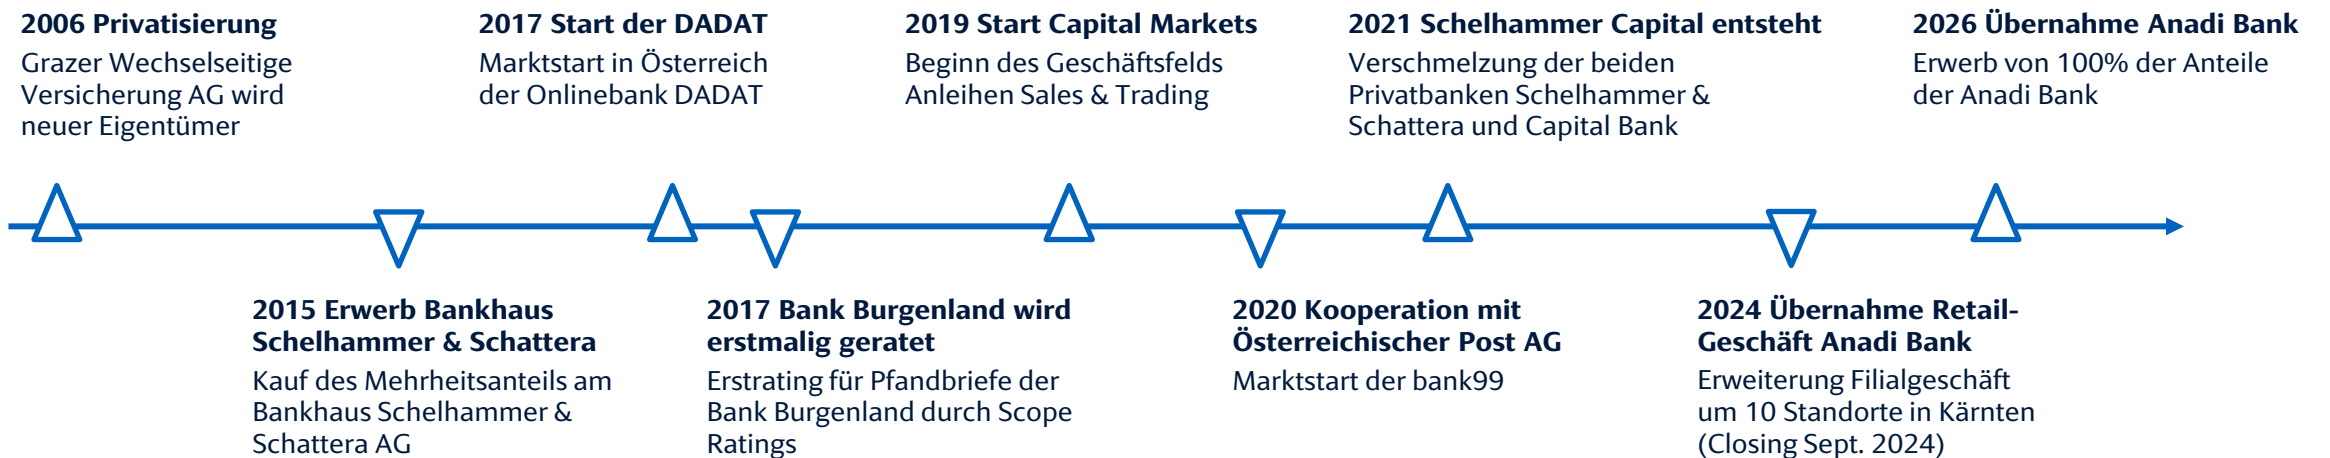 2006 Privatisierung
Grazer Wechselseitige
Versicherung AG wird
neuer Eigentümer
2017 Start der DADAT
Marktstart in Österreich
der Onlinebank DADAT
2019 Start Capital Markets
Beginn des Geschäftsfelds
Anleihen Sales & Trading
2021 Schelhammer Capital entsteht
Verschmelzung der beiden
Privatbanken Schelhammer &
Schattera und Capital Bank
2026 Übernahme Anadi Bank
Erwerb von 100% der Anteile
der Anadi Bank
2015 Erwerb Bankhaus
Schelhammer & Schattera
Kauf des Mehrheitsanteils am
Bankhaus Schelhammer &
Schattera AG
2017 Bank Burgenland wird
erstmalig geratet
Erstrating für Pfandbriefe der
Bank Burgenland durch Scope
Ratings
2020 Kooperation mit
Österreichischer Post AG
Marktstart der bank99
2024 Übernahme Retail-
Geschäft Anadi Bank
Erweiterung Filialgeschäft
um 10 Standorte in Kärnten
(Closing Sept. 2024)